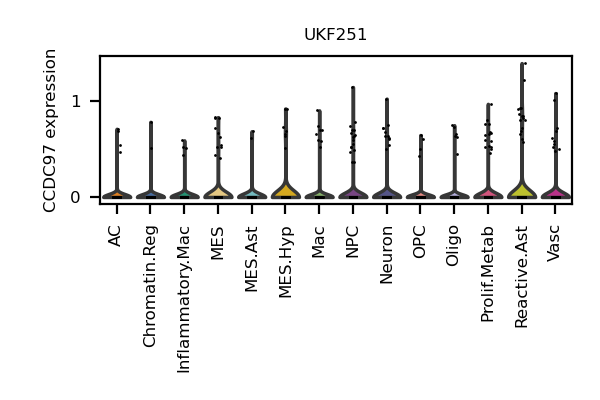 UKF251
CCDC97 expression
1
0
AC
Chromatin.Reg
Inflammatory.Mac
MES
MES.Ast
MES.Hyp
Mac
NPC
Neuron
OPC
Oligo
Prolif.Metab
Reactive.Ast
Vasc